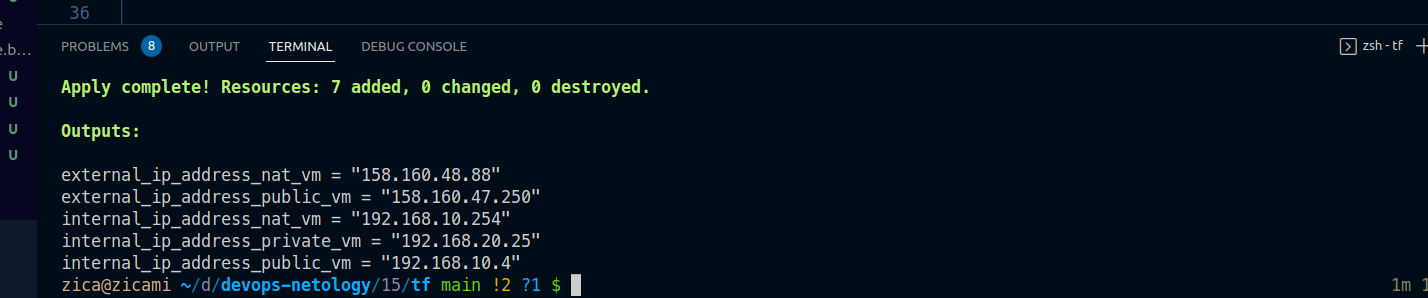 36
e
e.b...
U
U
U
U
PROBLEMS 8 OUTPUT TERMINAL DEBUG CONSOLE zsh - tf
Apply complete! Resources: 7 added, 0 changed, 0 destroyed.
Outputs:
external_ip_address_nat_vm = "158.160.48.88"
external_ip_address_public_vm = "158.160.47.250"
internal_ip_address_nat_vm = "192.168.10.254"
internal_ip_address_private_vm = "192.168.20.25"
internal_ip_address_public_vm = "192.168.10.4"
zica@zicami ~/d/devops-netology/15/tf main !2 ?1 $ 1m 1